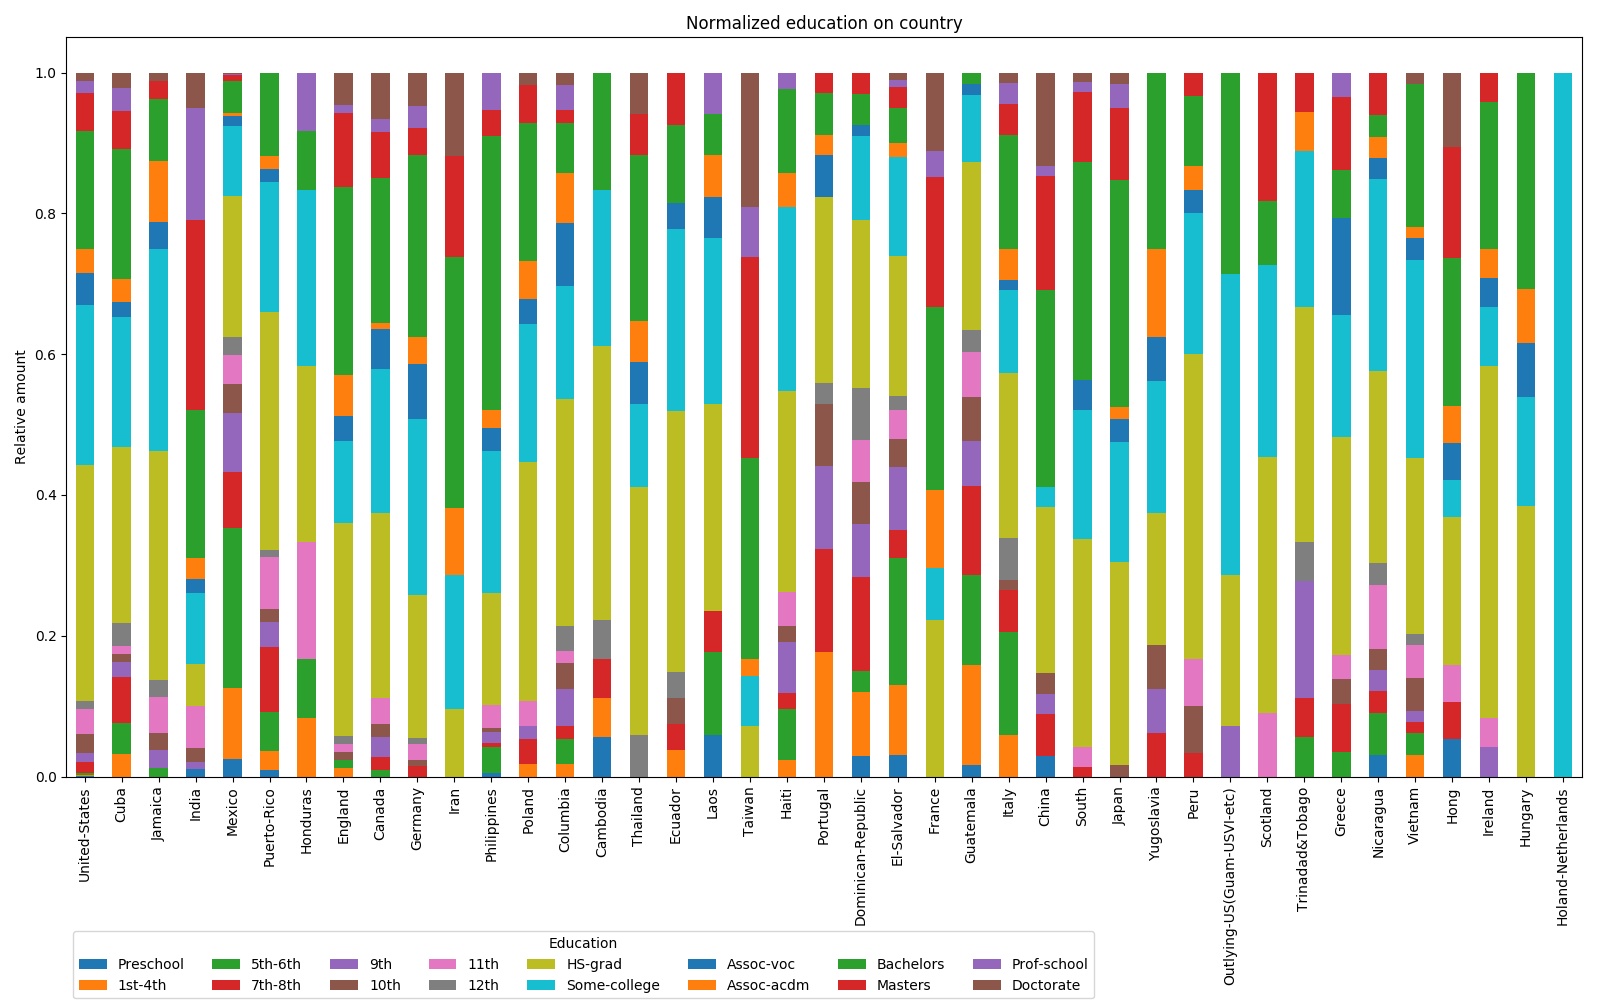 Normalized education on country
Relative amount
1.0
0.8
0.6
0.4
0.2
0.0
United-States
Cuba
Jamaica
India
Mexico
Puerto-Rico
Honduras
England
Canada
Germany
Iran
Philippines
Poland
Columbia
Cambodia
Thailand
Ecuador
Laos
Taiwan
Haiti
Portugal
Dominican-Republic
El-Salvador
France
Guatemala
Italy
China
South
Japan
Yugoslavia
Peru
Outlying-US(Guam-USVI-etc)
Scotland
Trinadad&Tobago
Greece
Nicaragua
Vietnam
Hong
Ireland
Hungary
Holand-Netherlands
Education
Preschool 5th-6th 9th 11th HS-grad Assoc-voc Bachelors Prof-school
1st-4th 7th-8th 10th 12th Some-college Assoc-acdm Masters Doctorate